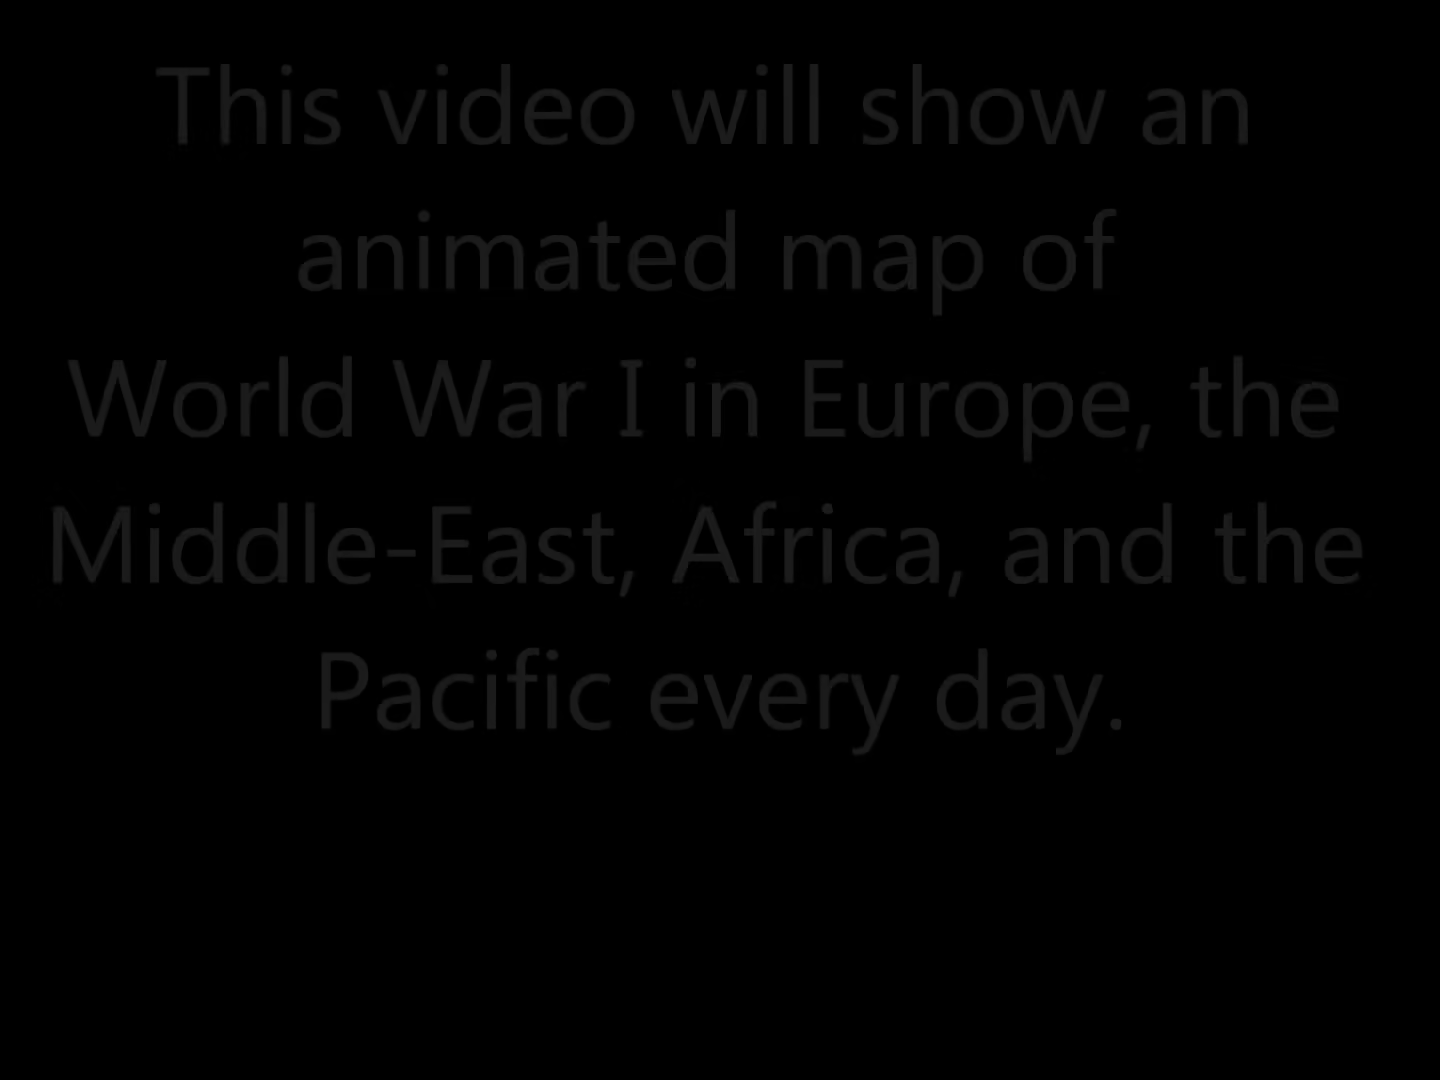 This video will show an
animated map of
World War I in Europe, the
Middle-East, Africa, and the
Pacific every day.